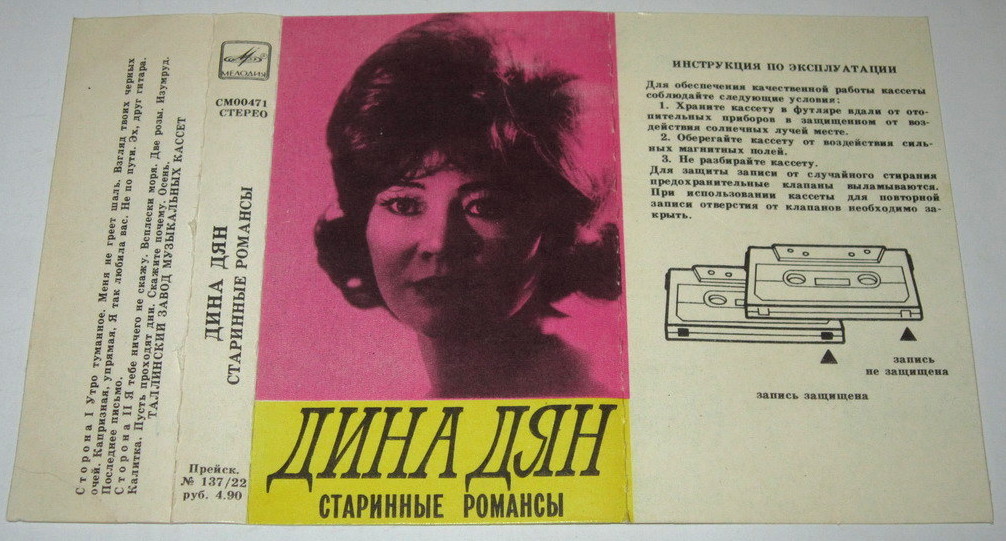 Сторона I Утро туманное. Меня не греет шаль. Взгляд твоих черных
очей. Капризная, упрямая. Я так любила вас. Не по пути. Эх, друг гитара.
Последнее письмо.
Сторона II Я тебе ничего не скажу. Всплески моря. Две розы. Изумруд.
Калитка. Пусть проходят дни. Скажите почему. Осень.
ТАЛЛИНСКИЙ ЗАВОД МУЗЫКАЛЬНЫХ КАССЕТ
МЕЛОДИЯ
СМ00471
СТЕРЕО
ДИНА ДЯН
СТАРИННЫЕ РОМАНСЫ
Прейск.
№ 137/22
руб. 4.90
ДИНА ДЯН
СТАРИННЫЕ РОМАНСЫ
ИНСТРУКЦИЯ ПО ЭКСПЛУАТАЦИИ
Для обеспечения качественной работы кассеты
соблюдайте следующие условия:
1. Храните кассету в футляре вдали от ото-
пительных приборов в защищенном от воз-
действия солнечных лучей месте.
2. Оберегайте кассету от воздействия силь-
ных магнитных полей.
3. Не разбирайте кассету.
Для защиты записи от случайного стирания
предохранительные клапаны выламываются.
При использовании кассеты для повторной
записи отверстия от клапанов необходимо за-
крыть.
запись
не защищена
запись защищена